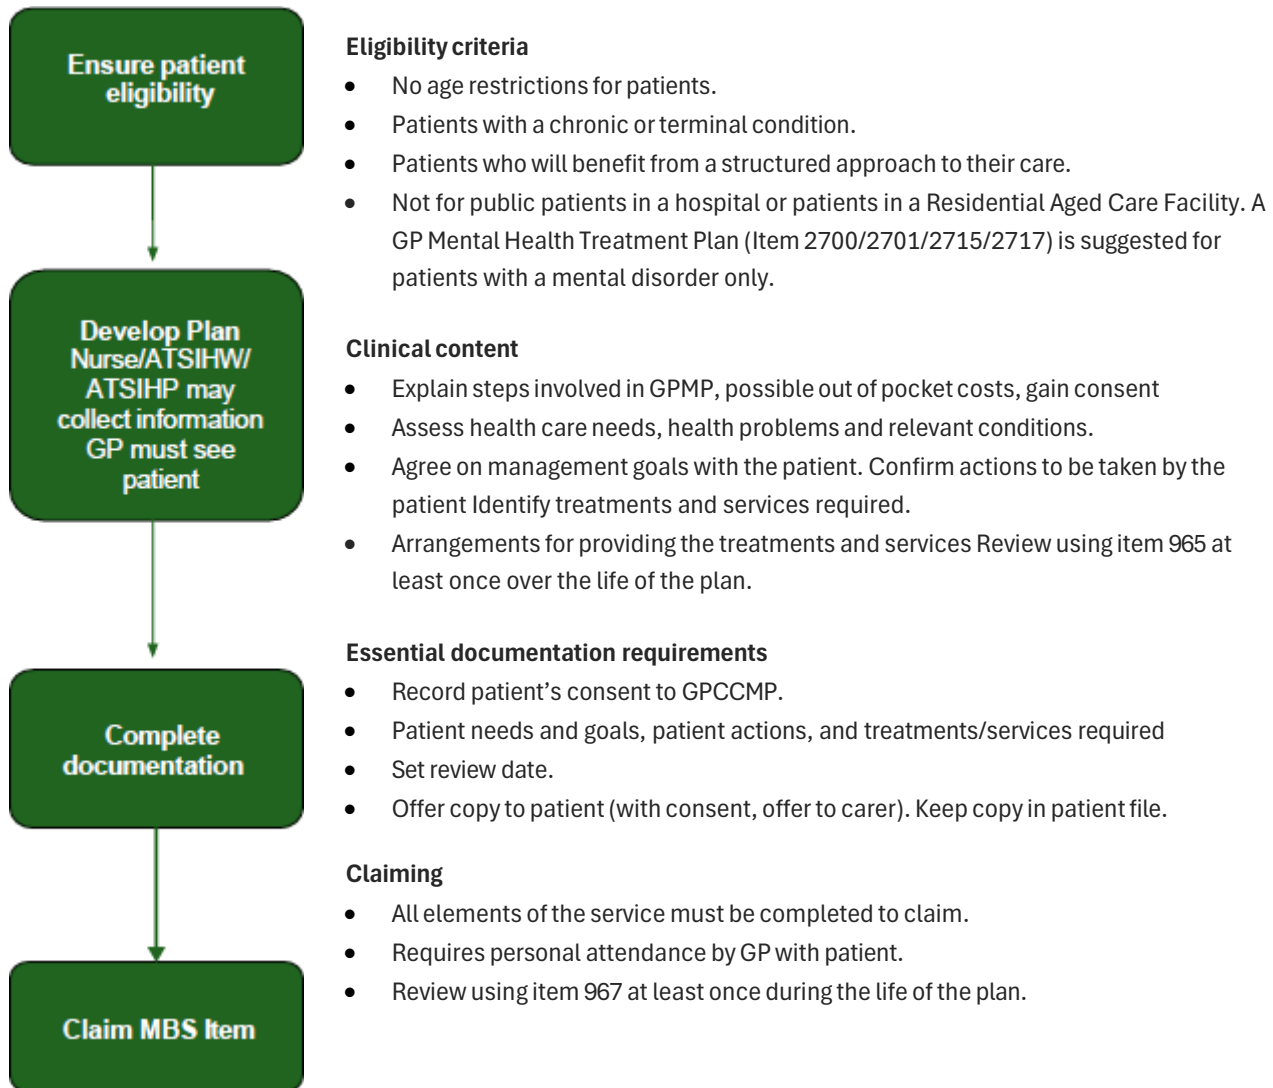 Ensure patient
eligibility
Eligibility criteria
• No age restrictions for patients.
• Patients with a chronic or terminal condition.
• Patients who will benefit from a structured approach to their care.
• Not for public patients in a hospital or patients in a Residential Aged Care Facility. A
GP Mental Health Treatment Plan (Item 2700/2701/2715/2717) is suggested for
patients with a mental disorder only.
Develop Plan
Nurse/ATSIHW/
ATSIHP may
collect information
GP must see
patient
Clinical content
• Explain steps involved in GPMP, possible out of pocket costs, gain consent
• Assess health care needs, health problems and relevant conditions.
• Agree on management goals with the patient. Confirm actions to be taken by the
patient Identify treatments and services required.
• Arrangements for providing the treatments and services Review using item 965 at
least once over the life of the plan.
Complete
documentation
Essential documentation requirements
• Record patient’s consent to GPCCMP.
• Patient needs and goals, patient actions, and treatments/services required
• Set review date.
• Offer copy to patient (with consent, offer to carer). Keep copy in patient file.
Claim MBS Item
Claiming
• All elements of the service must be completed to claim.
• Requires personal attendance by GP with patient.
• Review using item 967 at least once during the life of the plan.